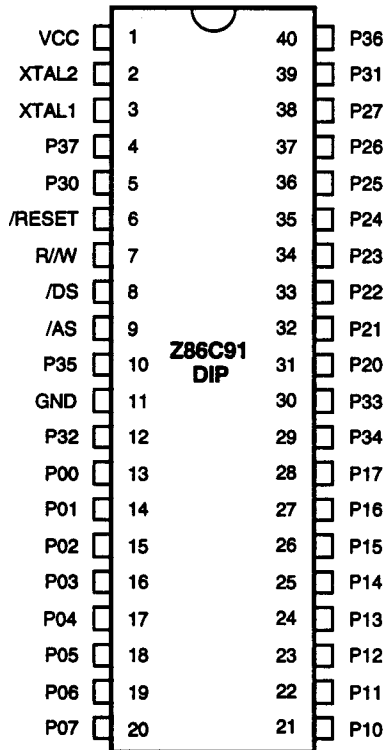 VCC 1 40 P36
XTAL2 2 39 P31
XTAL1 3 38 P27
P37 4 37 P26
P30 5 36 P25
/RESET 6 35 P24
R//W 7 34 P23
/DS 8 33 P22
/AS 9 32 P21
Z86C91
P35 10 31 P20
DIP
GND 11 30 P33
P32 12 29 P34
P00 13 28 P17
P01 14 27 P16
P02 15 26 P15
P03 16 25 P14
P04 17 24 P13
P05 18 23 P12
P06 19 22 P11
P07 20 21 P10